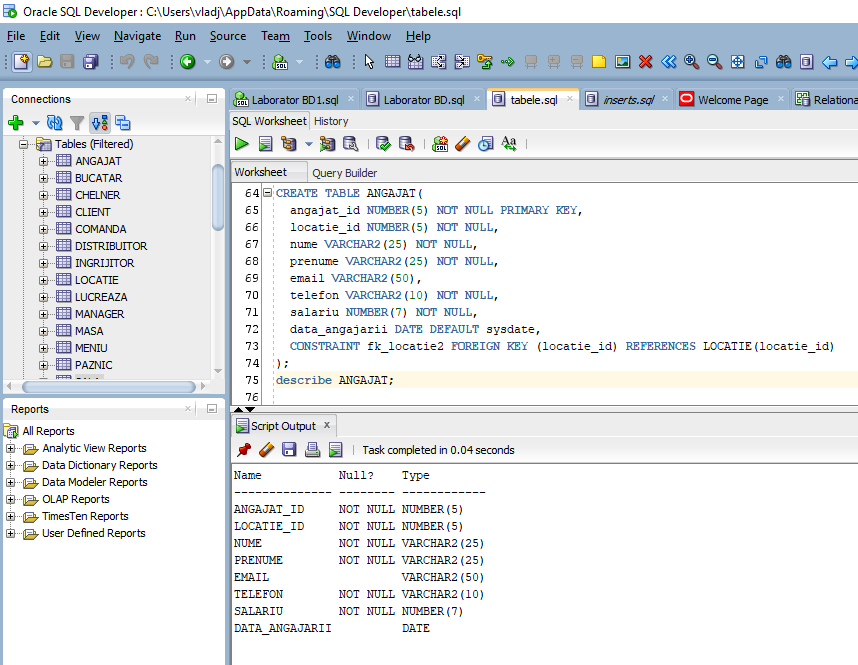 Oracle SQL Developer : C:\Users\vladj\AppData\Roaming\SQL Developer\tabele.sql
File Edit View Navigate Run Source Team Tools Window Help
Connections
Tables (Filtered)
ANGAJAT
BUCATAR
CHELNER
CLIENT
COMANDA
DISTRIBUITOR
INGRIJITOR
LOCATIE
LUCREAZA
MANAGER
MASA
MENIU
PAZNIC
Reports
All Reports
Analytic View Reports
Data Dictionary Reports
Data Modeler Reports
OLAP Reports
TimesTen Reports
User Defined Reports
Laborator BD1.sql Laborator BD.sql tabele.sql inserts.sql Welcome Page Relationa
SQL Worksheet History
Worksheet Query Builder
64 CREATE TABLE ANGAJAT(
65 angajat_id NUMBER(5) NOT NULL PRIMARY KEY,
66 locatie_id NUMBER(5) NOT NULL,
67 nume VARCHAR2(25) NOT NULL,
68 prenume VARCHAR2(25) NOT NULL,
69 email VARCHAR2(50),
70 telefon VARCHAR2(10) NOT NULL,
71 salariu NUMBER(7) NOT NULL,
72 data_angajarii DATE DEFAULT sysdate,
73 CONSTRAINT fk_locatie2 FOREIGN KEY (locatie_id) REFERENCES LOCATIE(locatie_id)
74 );
75 describe ANGAJAT;
76
Script Output x
Task completed in 0.04 seconds
Name Null? Type
-------------- -------- ------------
ANGAJAT_ID NOT NULL NUMBER(5)
LOCATIE_ID NOT NULL NUMBER(5)
NUME NOT NULL VARCHAR2(25)
PRENUME NOT NULL VARCHAR2(25)
EMAIL VARCHAR2(50)
TELEFON NOT NULL VARCHAR2(10)
SALARIU NOT NULL NUMBER(7)
DATA_ANGAJARII DATE